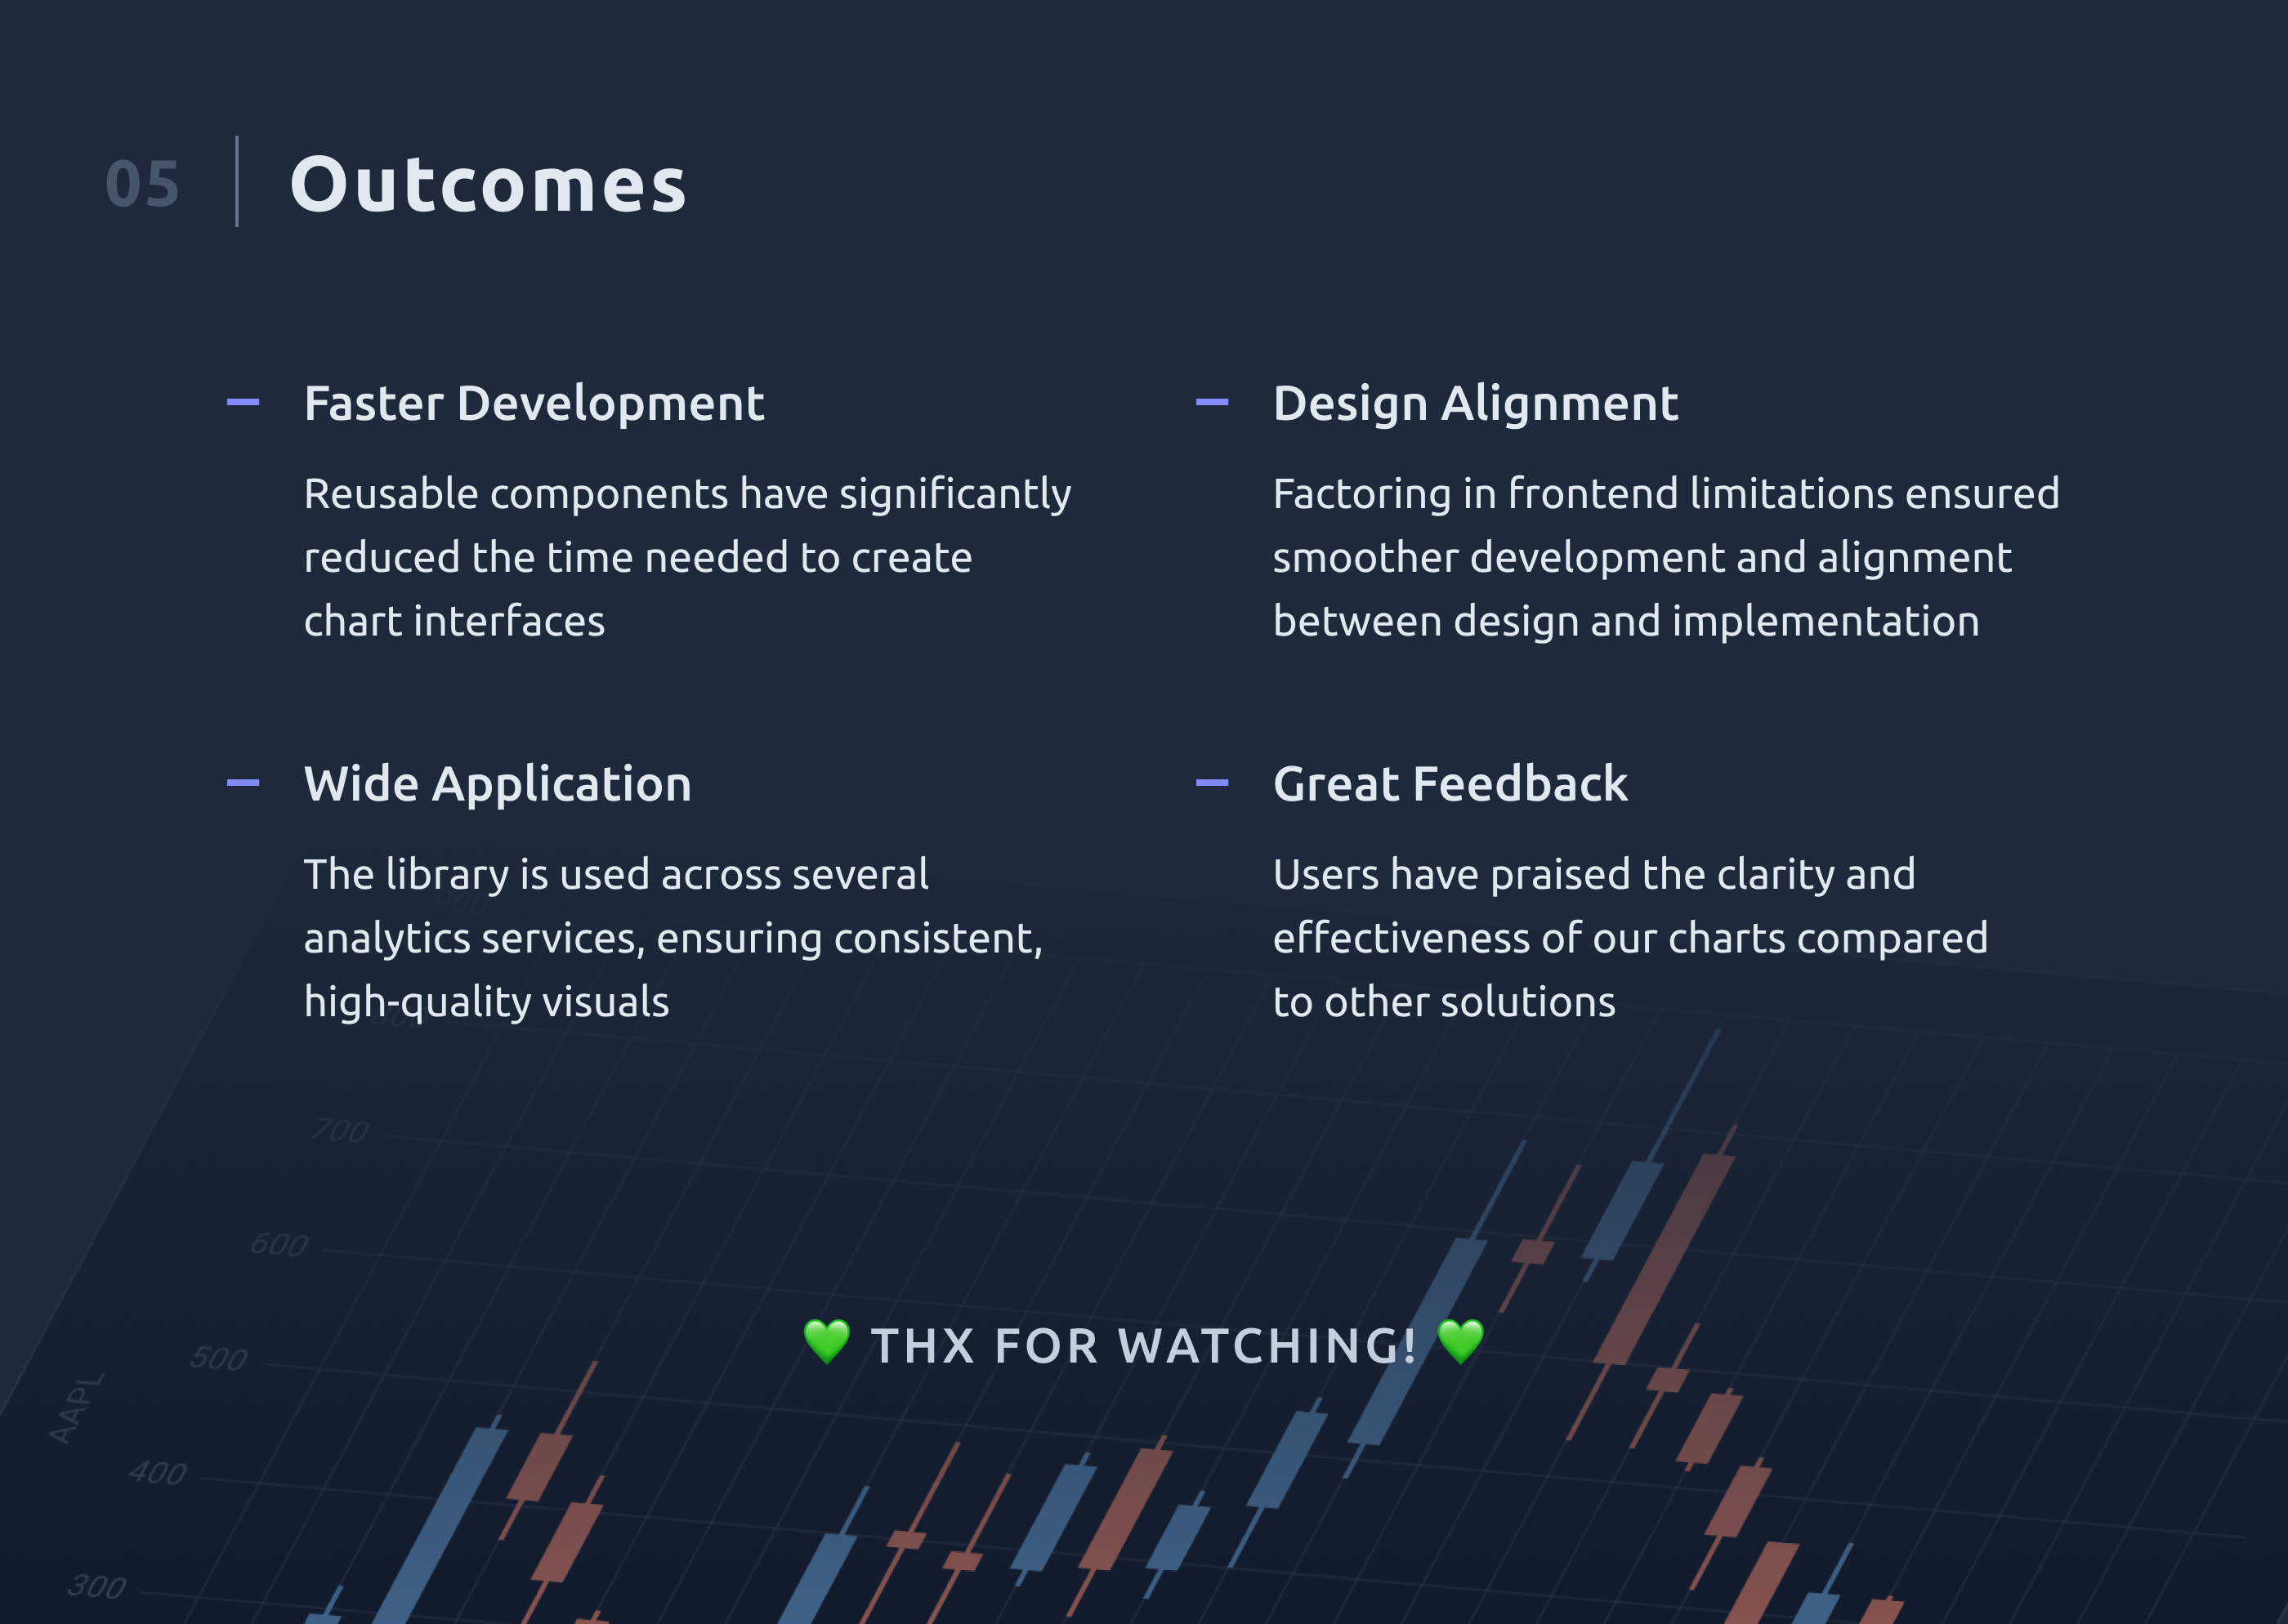 05
Outcomes
Faster Development
Reusable components have significantly
reduced the time needed to create
chart interfaces
Design Alignment
Factoring in frontend limitations ensured
smoother development and alignment
between design and implementation
Wide Application
The library is used across several
analytics services, ensuring consistent,
high-quality visuals
Great Feedback
Users have praised the clarity and
effectiveness of our charts compared
to other solutions
900
800
700
600
💚 THX FOR WATCHING! 💚
500
AAPL
400
300